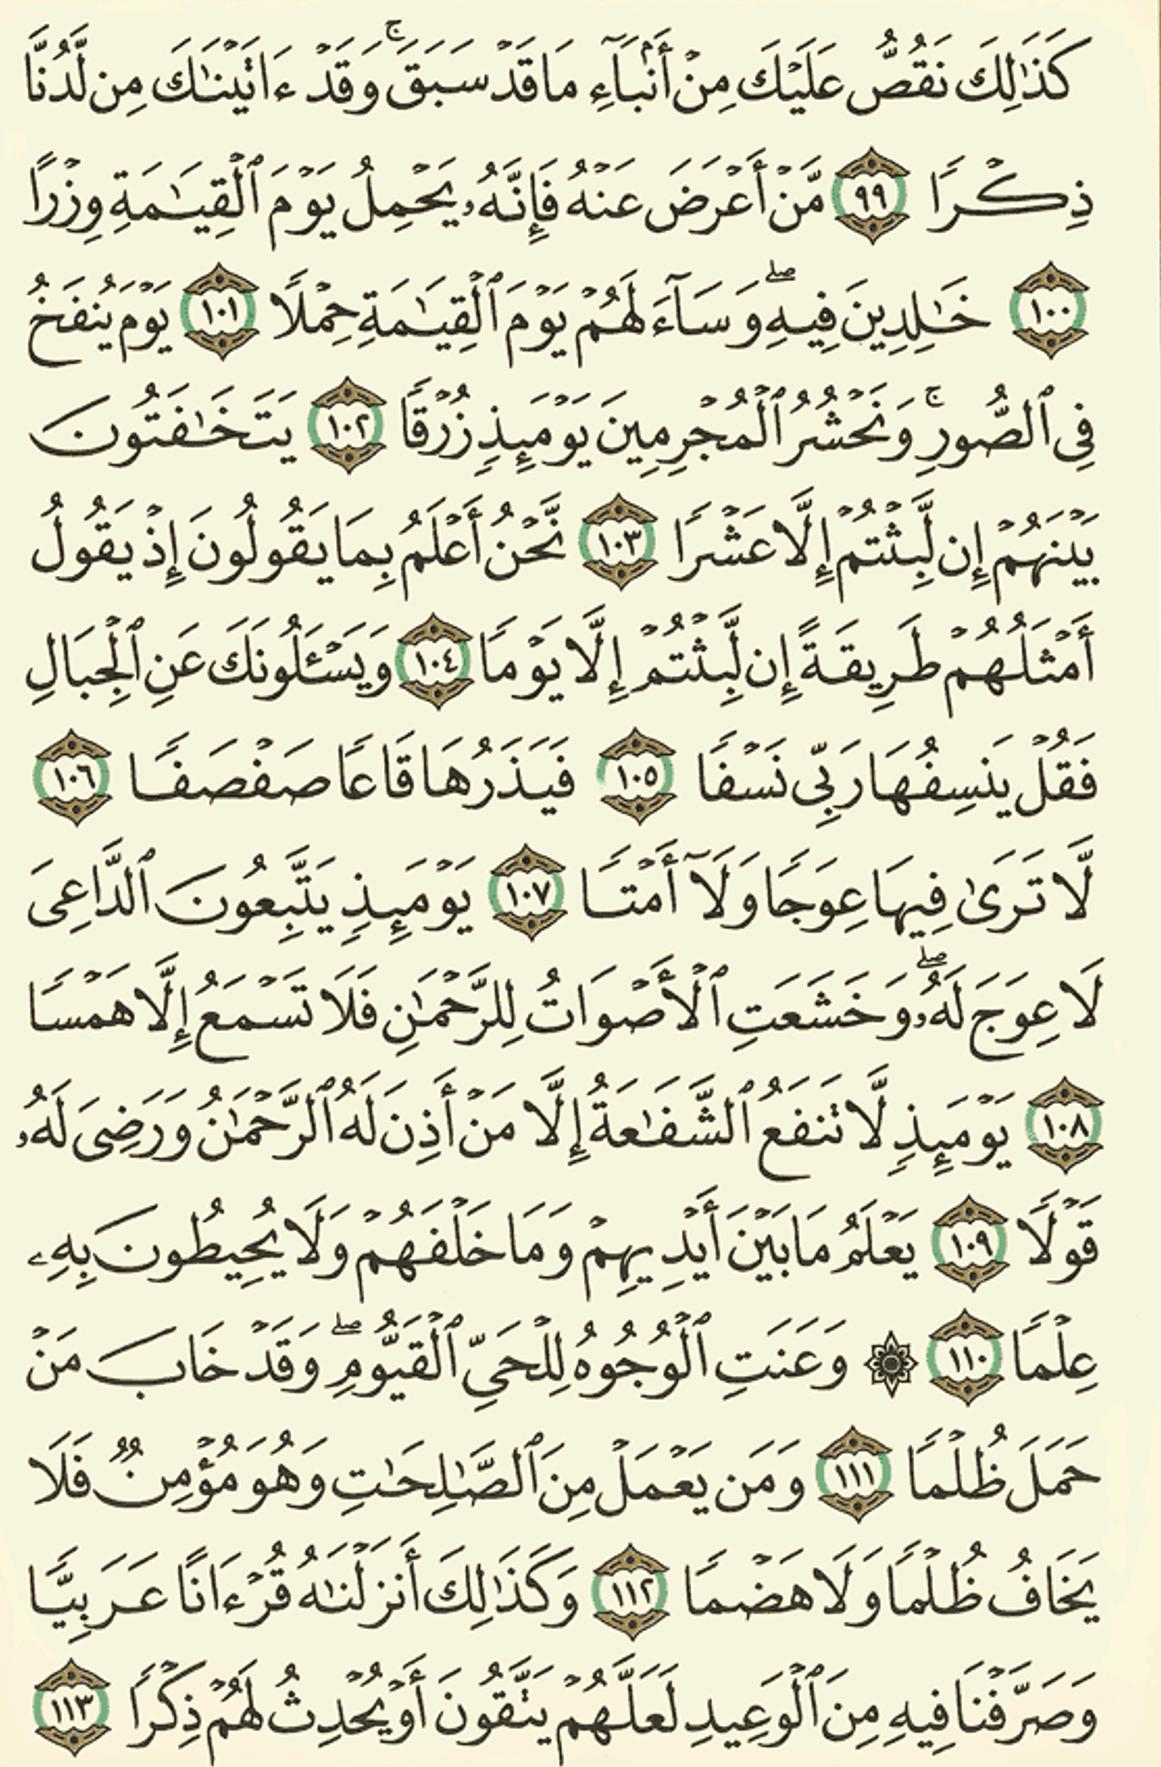 كَذَٰلِكَ نَقُصُّ عَلَيْكَ مِنْ أَنۢبَآءِ مَا قَدْ سَبَقَ ۚ وَقَدْ ءَاتَيْنَـٰكَ مِن لَّدُنَّا
ذِكْرًا ٩٩ مَّنْ أَعْرَضَ عَنْهُ فَإِنَّهُۥ يَحْمِلُ يَوْمَ ٱلْقِيَـٰمَةِ وِزْرًا
١٠٠ خَـٰلِدِينَ فِيهِ ۖ وَسَآءَ لَهُمْ يَوْمَ ٱلْقِيَـٰمَةِ حِمْلًا ١٠١ يَوْمَ يُنفَخُ
فِى ٱلصُّورِ ۚ وَنَحْشُرُ ٱلْمُجْرِمِينَ يَوْمَئِذٍ زُرْقًا ١٠٢ يَتَخَـٰفَتُونَ
بَيْنَهُمْ إِن لَّبِثْتُمْ إِلَّا عَشْرًا ١٠٣ نَّحْنُ أَعْلَمُ بِمَا يَقُولُونَ إِذْ يَقُولُ
أَمْثَلُهُمْ طَرِيقَةً إِن لَّبِثْتُمْ إِلَّا يَوْمًا ١٠٤ وَيَسْـَٔلُونَكَ عَنِ ٱلْجِبَالِ
فَقُلْ يَنسِفُهَا رَبِّى نَسْفًا ١٠٥ فَيَذَرُهَا قَاعًا صَفْصَفًا ١٠٦
لَّا تَرَىٰ فِيهَا عِوَجًا وَلَآ أَمْتًا ١٠٧ يَوْمَئِذٍ يَتَّبِعُونَ ٱلدَّاعِىَ
لَا عِوَجَ لَهُۥ ۖ وَخَشَعَتِ ٱلْأَصْوَاتُ لِلرَّحْمَـٰنِ فَلَا تَسْمَعُ إِلَّا هَمْسًا
١٠٨ يَوْمَئِذٍ لَّا تَنفَعُ ٱلشَّفَـٰعَةُ إِلَّا مَنْ أَذِنَ لَهُ ٱلرَّحْمَـٰنُ وَرَضِىَ لَهُۥ
قَوْلًا ١٠٩ يَعْلَمُ مَا بَيْنَ أَيْدِيهِمْ وَمَا خَلْفَهُمْ وَلَا يُحِيطُونَ بِهِۦ
عِلْمًا ١١٠ ۞ وَعَنَتِ ٱلْوُجُوهُ لِلْحَىِّ ٱلْقَيُّومِ ۖ وَقَدْ خَابَ مَنْ
حَمَلَ ظُلْمًا ١١١ وَمَن يَعْمَلْ مِنَ ٱلصَّـٰلِحَـٰتِ وَهُوَ مُؤْمِنٌ فَلَا
يَخَافُ ظُلْمًا وَلَا هَضْمًا ١١٢ وَكَذَٰلِكَ أَنزَلْنَـٰهُ قُرْءَانًا عَرَبِيًّا
وَصَرَّفْنَا فِيهِ مِنَ ٱلْوَعِيدِ لَعَلَّهُمْ يَتَّقُونَ أَوْ يُحْدِثُ لَهُمْ ذِكْرًا ١١٣